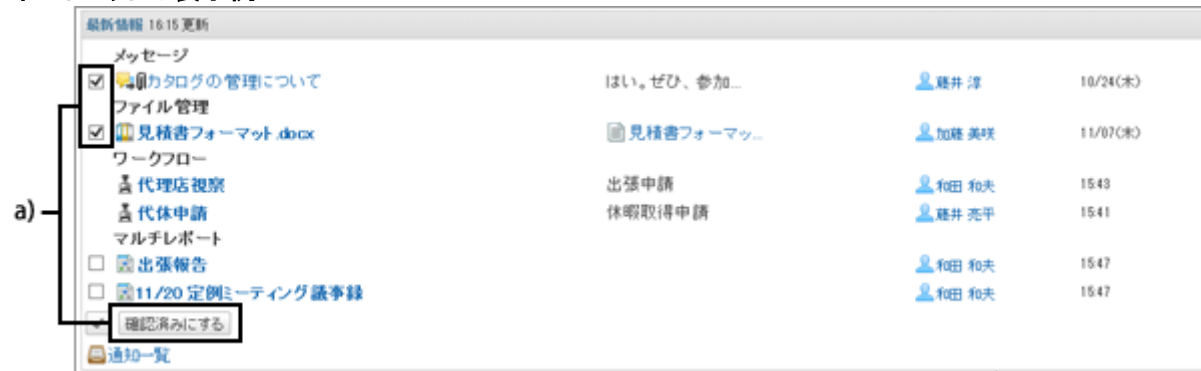 最新情報 16:15 更新
メッセージ
カタログの管理について はい。ぜひ、参加... 藤井 淳 10/24(木)
ファイル管理
見積書フォーマット.docx 見積書フォーマッ... 加藤 美咲 11/07(木)
ワークフロー
代理店視察 出張申請 和田 和夫 15:43
a)
代休申請 休暇取得申請 藤井 亮平 15:41
マルチレポート
出張報告 和田 和夫 15:47
11/20 定例ミーティング議事録 和田 和夫 15:47
確認済みにする
通知一覧